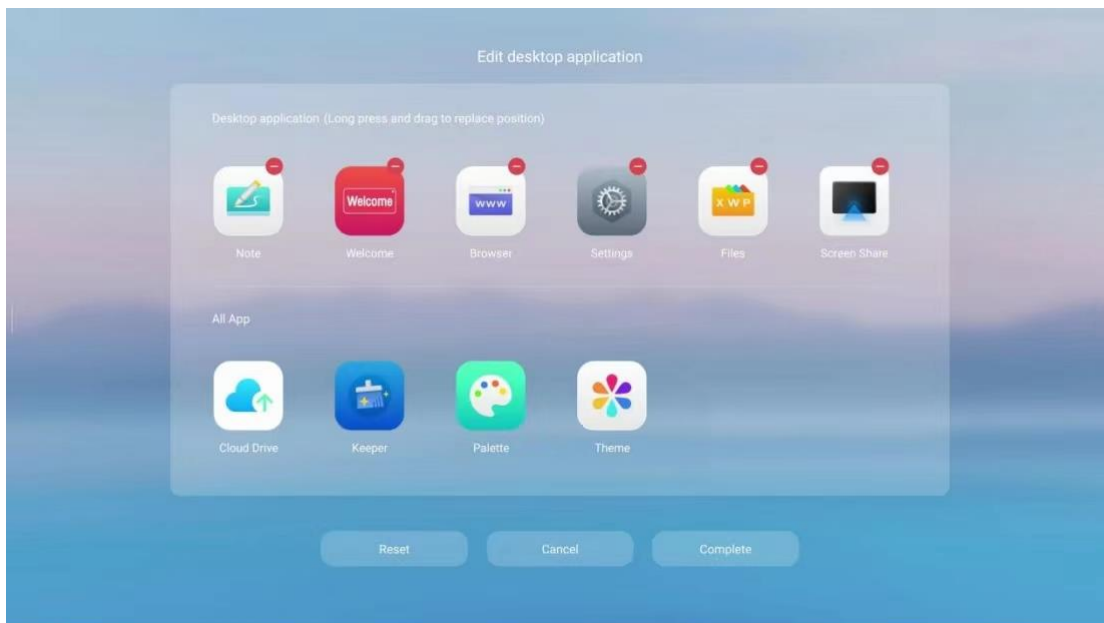 Edit desktop application
Desktop application (Long press and drag to replace position)
Welcome
www
X W P
Note Welcome Browser Settings Files Screen Share
All App
Cloud Drive Keeper Palette Theme
Reset Cancel Complete